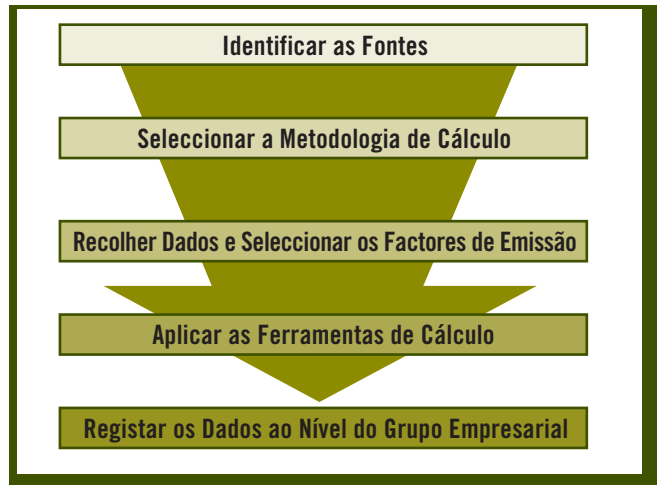 Identificar as Fontes
Seleccionar a Metodologia de Cálculo
Recolher Dados e Seleccionar os Factores de Emissão
Aplicar as Ferramentas de Cálculo
Registar os Dados ao Nível do Grupo Empresarial